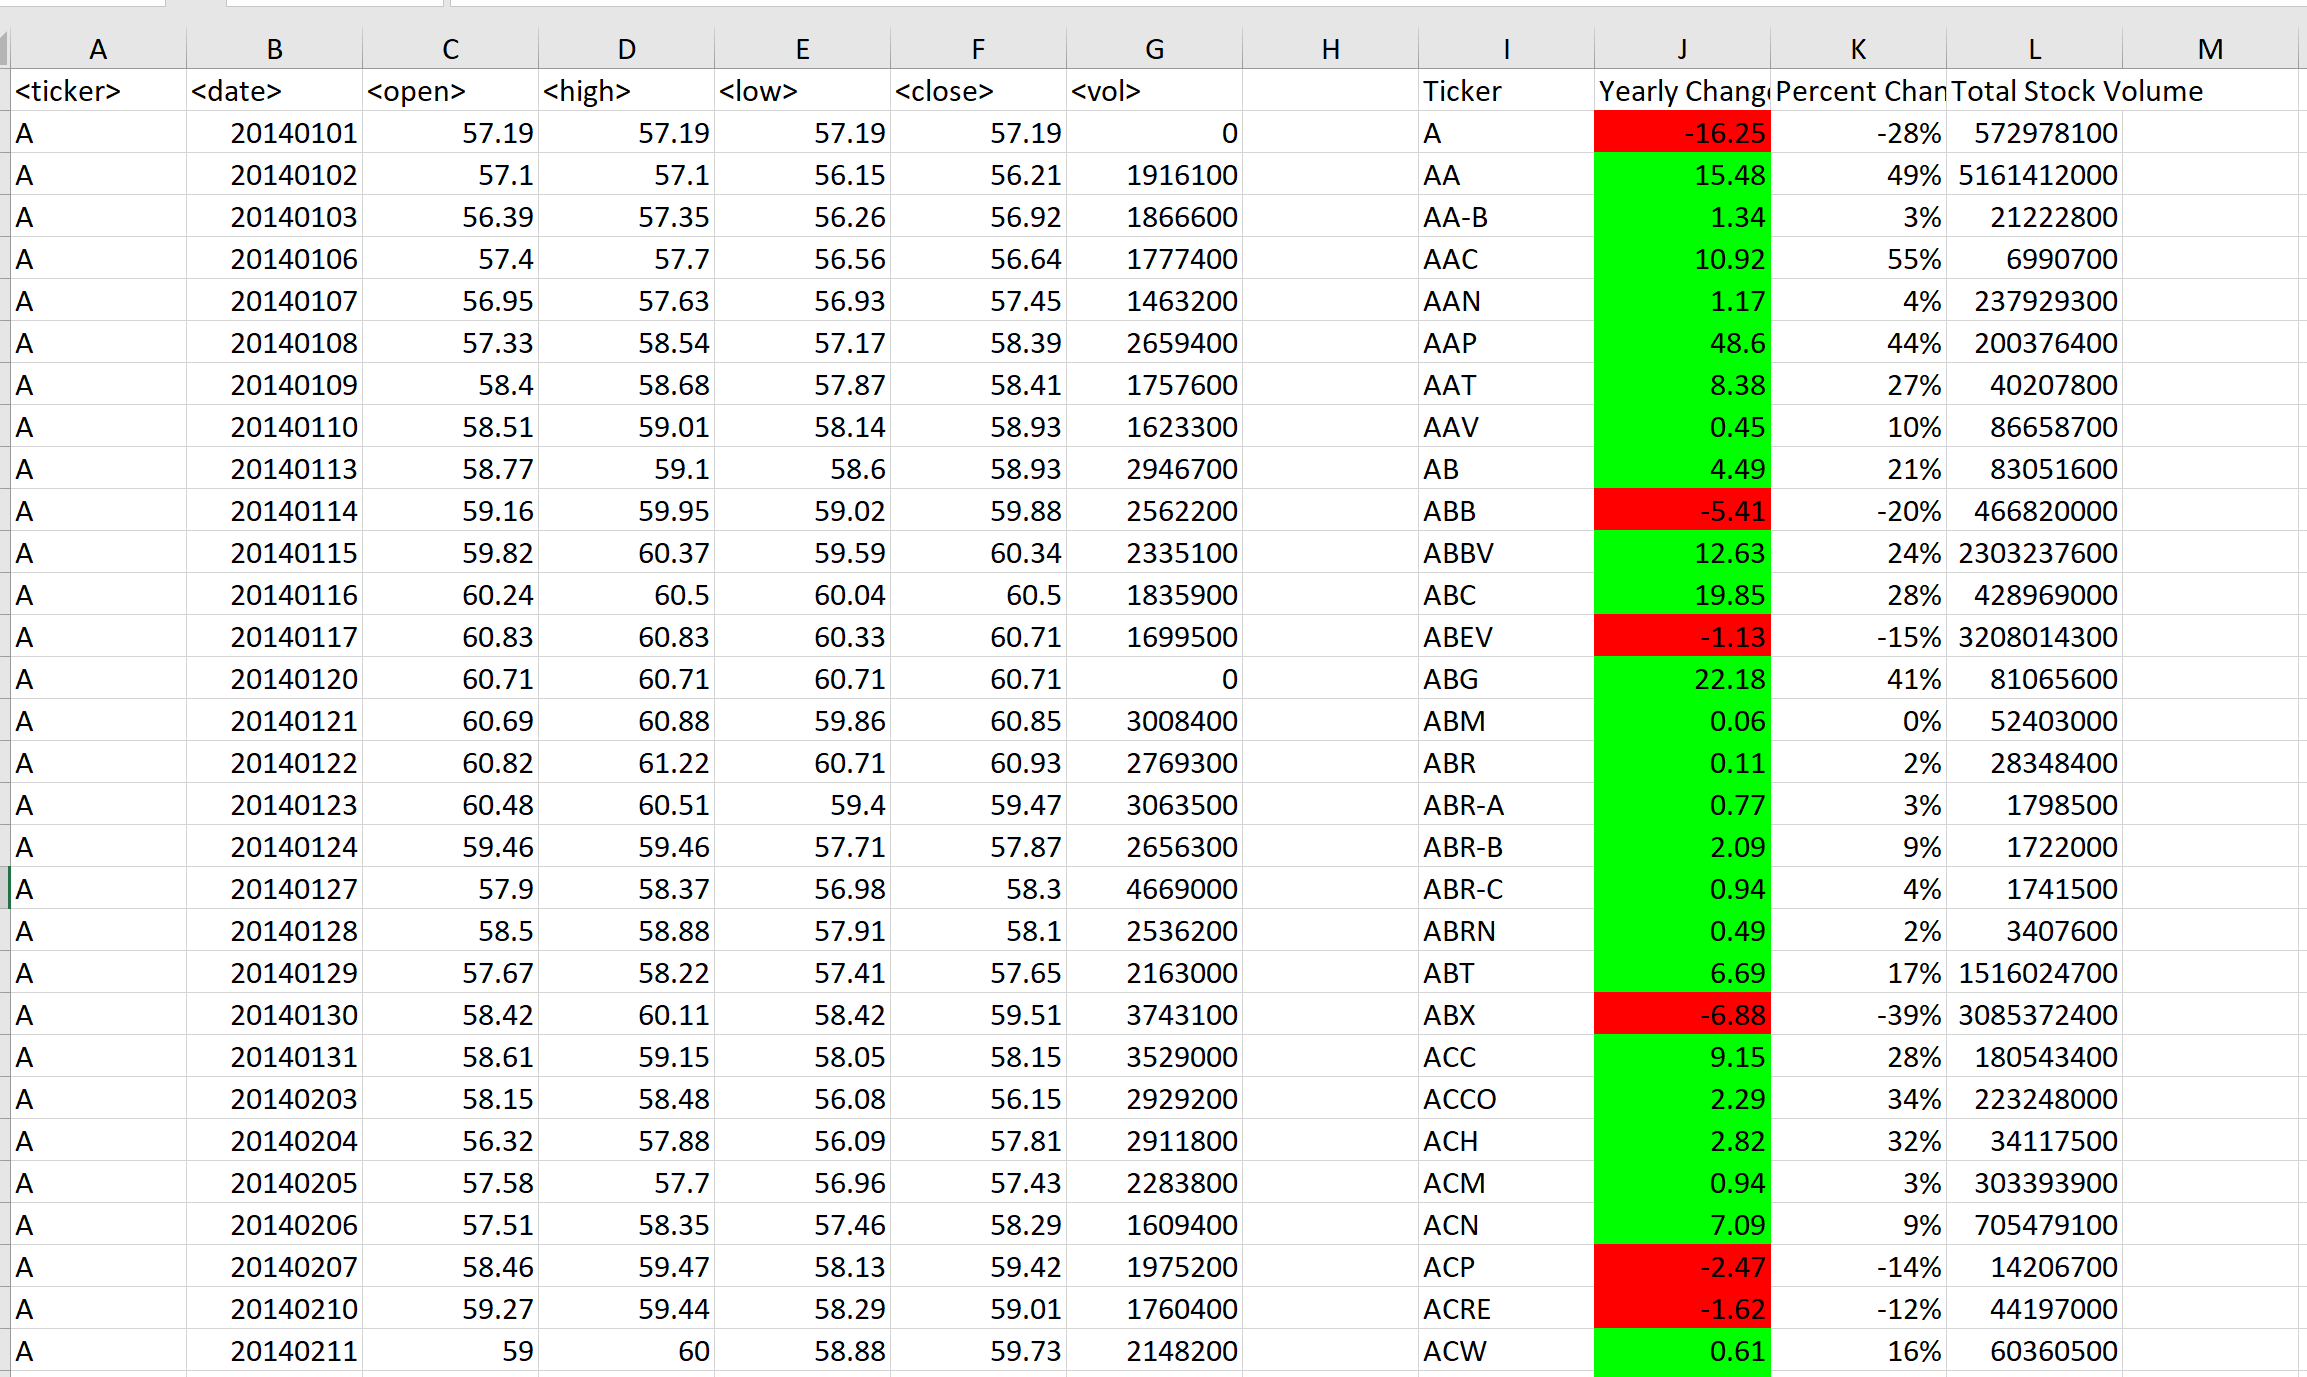 A B C D E F G H I J K L M
<ticker> <date> <open> <high> <low> <close> <vol> Ticker Yearly Change Percent Chan Total Stock Volume
A 20140101 57.19 57.19 57.19 57.19 0 A -16.25 -28% 572978100
A 20140102 57.1 57.1 56.15 56.21 1916100 AA 15.48 49% 5161412000
A 20140103 56.39 57.35 56.26 56.92 1866600 AA-B 1.34 3% 21222800
A 20140106 57.4 57.7 56.56 56.64 1777400 AAC 10.92 55% 6990700
A 20140107 56.95 57.63 56.93 57.45 1463200 AAN 1.17 4% 237929300
A 20140108 57.33 58.54 57.17 58.39 2659400 AAP 48.6 44% 200376400
A 20140109 58.4 58.68 57.87 58.41 1757600 AAT 8.38 27% 40207800
A 20140110 58.51 59.01 58.14 58.93 1623300 AAV 0.45 10% 86658700
A 20140113 58.77 59.1 58.6 58.93 2946700 AB 4.49 21% 83051600
A 20140114 59.16 59.95 59.02 59.88 2562200 ABB -5.41 -20% 466820000
A 20140115 59.82 60.37 59.59 60.34 2335100 ABBV 12.63 24% 2303237600
A 20140116 60.24 60.5 60.04 60.5 1835900 ABC 19.85 28% 428969000
A 20140117 60.83 60.83 60.33 60.71 1699500 ABEV -1.13 -15% 3208014300
A 20140120 60.71 60.71 60.71 60.71 0 ABG 22.18 41% 81065600
A 20140121 60.69 60.88 59.86 60.85 3008400 ABM 0.06 0% 52403000
A 20140122 60.82 61.22 60.71 60.93 2769300 ABR 0.11 2% 28348400
A 20140123 60.48 60.51 59.4 59.47 3063500 ABR-A 0.77 3% 1798500
A 20140124 59.46 59.46 57.71 57.87 2656300 ABR-B 2.09 9% 1722000
A 20140127 57.9 58.37 56.98 58.3 4669000 ABR-C 0.94 4% 1741500
A 20140128 58.5 58.88 57.91 58.1 2536200 ABRN 0.49 2% 3407600
A 20140129 57.67 58.22 57.41 57.65 2163000 ABT 6.69 17% 1516024700
A 20140130 58.42 60.11 58.42 59.51 3743100 ABX -6.88 -39% 3085372400
A 20140131 58.61 59.15 58.05 58.15 3529000 ACC 9.15 28% 180543400
A 20140203 58.15 58.48 56.08 56.15 2929200 ACCO 2.29 34% 223248000
A 20140204 56.32 57.88 56.09 57.81 2911800 ACH 2.82 32% 34117500
A 20140205 57.58 57.7 56.96 57.43 2283800 ACM 0.94 3% 303393900
A 20140206 57.51 58.35 57.46 58.29 1609400 ACN 7.09 9% 705479100
A 20140207 58.46 59.47 58.13 59.42 1975200 ACP -2.47 -14% 14206700
A 20140210 59.27 59.44 58.29 59.01 1760400 ACRE -1.62 -12% 44197000
A 20140211 59 60 58.88 59.73 2148200 ACW 0.61 16% 60360500